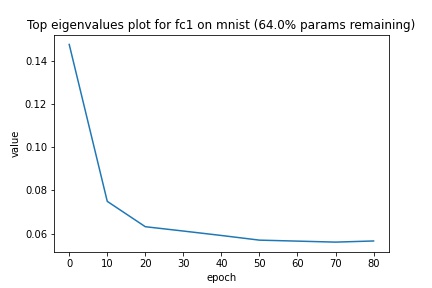 Top eigenvalues plot for fc1 on mnist (64.0% params remaining)
0.14
0.12
0.10
0.08
0.06
value
0 10 20 30 40 50 60 70 80
epoch